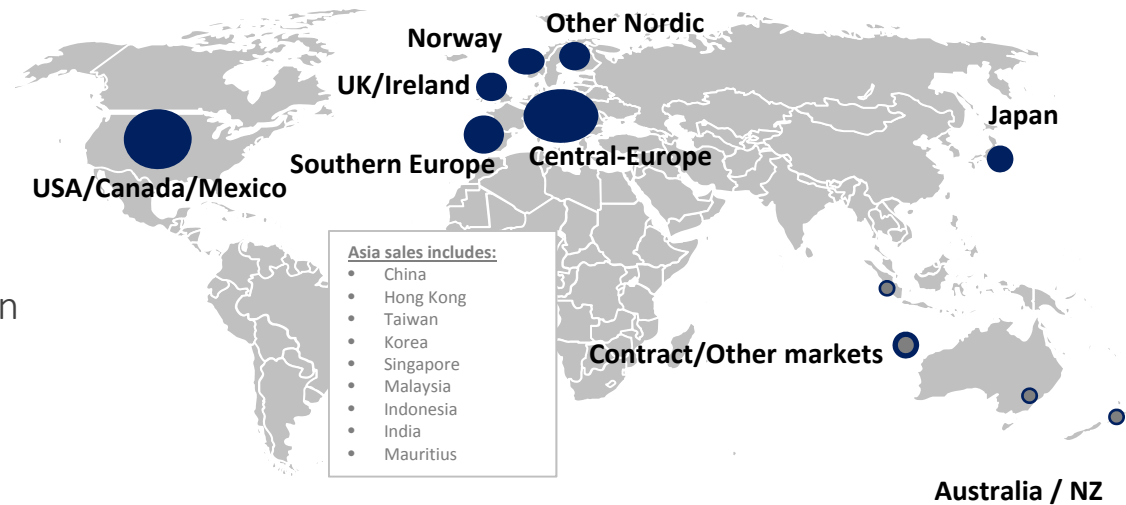 Other Nordic
Norway
UK/Ireland
Japan
Southern Europe
Central-Europe
USA/Canada/Mexico
Asia sales includes:
• China
• Hong Kong
• Taiwan
• Korea
• Singapore
• Malaysia
• Indonesia
• India
• Mauritius
n
Contract/Other markets
Australia / NZ